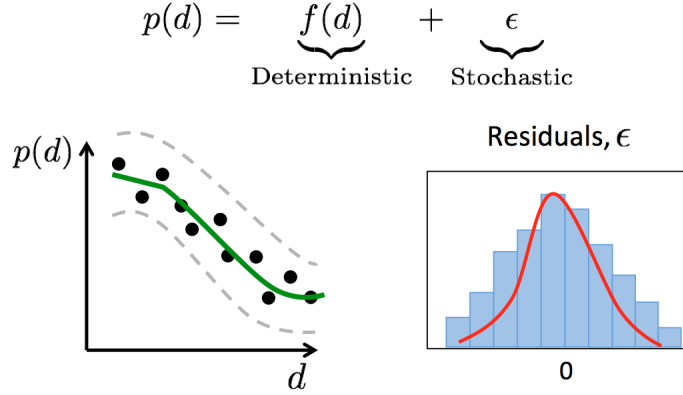 p(d) = f(d) + ϵ
Deterministic Stochastic
p(d)
d
Residuals, ϵ
0